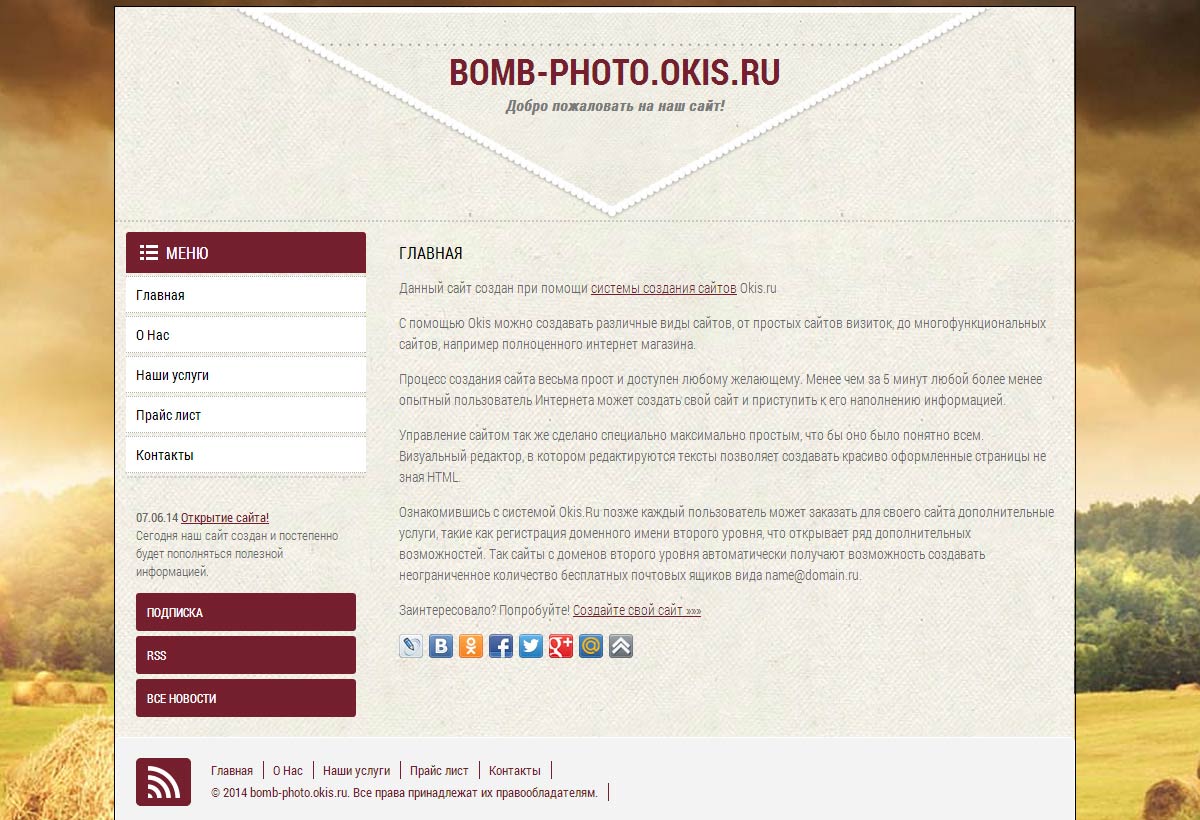 BOMB-PHOTO.OKIS.RU
Добро пожаловать на наш сайт!
МЕНЮ
Главная
О Нас
Наши услуги
Прайс лист
Контакты
07.06.14 Открытие сайта!
Сегодня наш сайт создан и постепенно
будет пополняться полезной
информацией.
ПОДПИСКА
RSS
ВСЕ НОВОСТИ
ГЛАВНАЯ
Данный сайт создан при помощи системы создания сайтов Okis.ru
С помощью Okis можно создавать различные виды сайтов, от простых сайтов визиток, до многофункциональных
сайтов, например полноценного интернет магазина.
Процесс создания сайта весьма прост и доступен любому желающему. Менее чем за 5 минут любой более менее
опытный пользователь Интернета может создать свой сайт и приступить к его наполнению информацией.
Управление сайтом так же сделано специально максимально простым, что бы оно было понятно всем.
Визуальный редактор, в котором редактируются тексты позволяет создавать красиво оформленные страницы не
зная HTML.
Ознакомившись с системой Okis.Ru позже каждый пользователь может заказать для своего сайта дополнительные
услуги, такие как регистрация доменного имени второго уровня, что открывает ряд дополнительных
возможностей. Так сайты с доменов второго уровня автоматически получают возможность создавать
неограниченное количество бесплатных почтовых ящиков вида name@domain.ru.
Заинтересовало? Попробуйте! Создайте свой сайт »»»
Главная О Нас Наши услуги Прайс лист Контакты
© 2014 bomb-photo.okis.ru. Все права принадлежат их правообладателям.